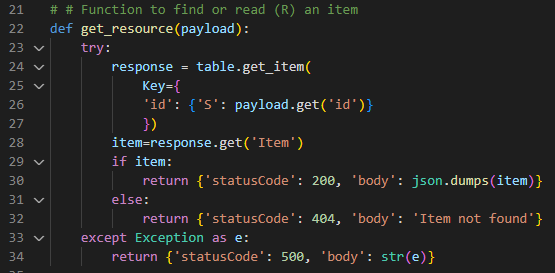 21 # # Function to find or read (R) an item
22 def get_resource(payload):
23     try:
24         response = table.get_item(
25             Key={
26             'id': {'S': payload.get('id')}
27             })
28         item=response.get('Item')
29         if item:
30             return {'statusCode': 200, 'body': json.dumps(item)}
31         else:
32             return {'statusCode': 404, 'body': 'Item not found'}
33     except Exception as e:
34         return {'statusCode': 500, 'body': str(e)}